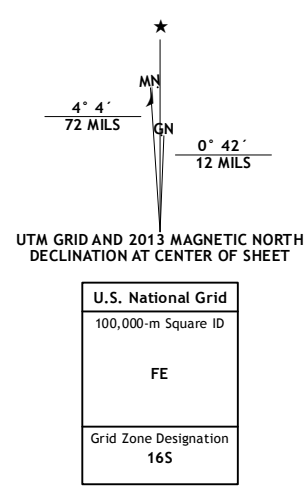 ★
MN
4° 4´
72 MILS
GN
0° 42´
12 MILS
UTM GRID AND 2013 MAGNETIC NORTH
DECLINATION AT CENTER OF SHEET
U.S. National Grid
100,000-m Square ID
FE
Grid Zone Designation
16S